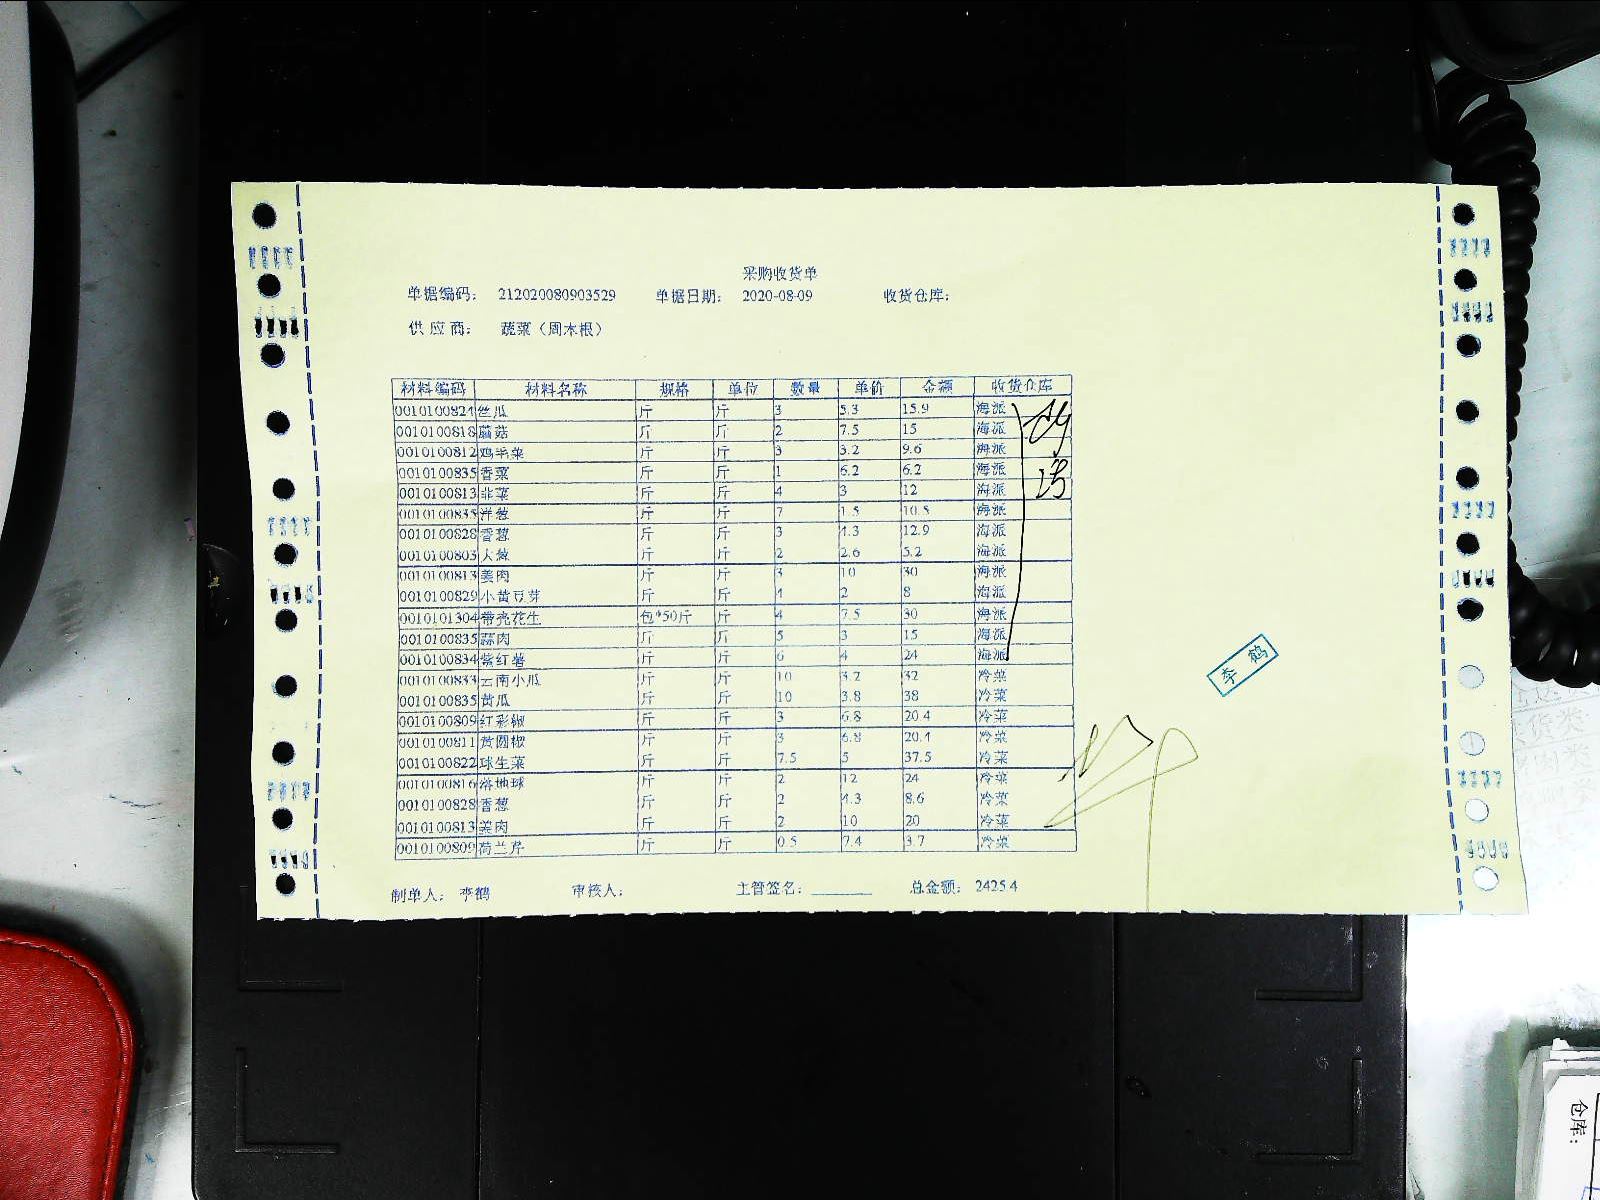 采购收货单
单据编码： 212020080903529 单据日期： 2020-08-09 收货仓库：
供 应 商： 蔬菜（周本根）
材料编码 材料名称 规格 单位 数量 单价 金额 收货仓库
0010100821 丝瓜 斤 斤 3 5.3 15.9 海派
0010100818 蘑菇 斤 斤 2 7.5 15 海派
0010100812 鸡毛菜 斤 斤 3 3.2 9.6 海派
0010100835 香菜 斤 斤 1 6.2 6.2 海派
0010100813 韭菜 斤 斤 4 3 12 海派
0010100835 洋葱 斤 斤 7 1.5 10.5 海派
0010100828 香葱 斤 斤 3 4.3 12.9 海派
0010100803 大葱 斤 斤 2 2.6 5.2 海派
0010100813 姜肉 斤 斤 3 10 30 海派
0010100829 小黄豆芽 斤 斤 4 2 8 海派
0010101304 带壳花生 包*50斤 斤 4 7.5 30 海派
0010100835 蒜肉 斤 斤 5 3 15 海派
0010100834 紫红薯 斤 斤 6 4 24 海派
0010100833 云南小瓜 斤 斤 10 3.2 32 冷菜
0010100835 黄瓜 斤 斤 10 3.8 38 冷菜
0010100809 红彩椒 斤 斤 3 6.8 20.4 冷菜
0010100811 黄圆椒 斤 斤 3 6.8 20.4 冷菜
0010100822 球生菜 斤 斤 7.5 5 37.5 冷菜
0010100816 落地球 斤 斤 2 12 24 冷菜
0010100828 香葱 斤 斤 2 4.3 8.6 冷菜
0010100813 姜肉 斤 斤 2 10 20 冷菜
0010100809 荷兰芹 斤 斤 0.5 7.4 3.7 冷菜
李鹤
制单人： 李鹤 审核人： 主管签名： 总金额： 2425.4
仓库：